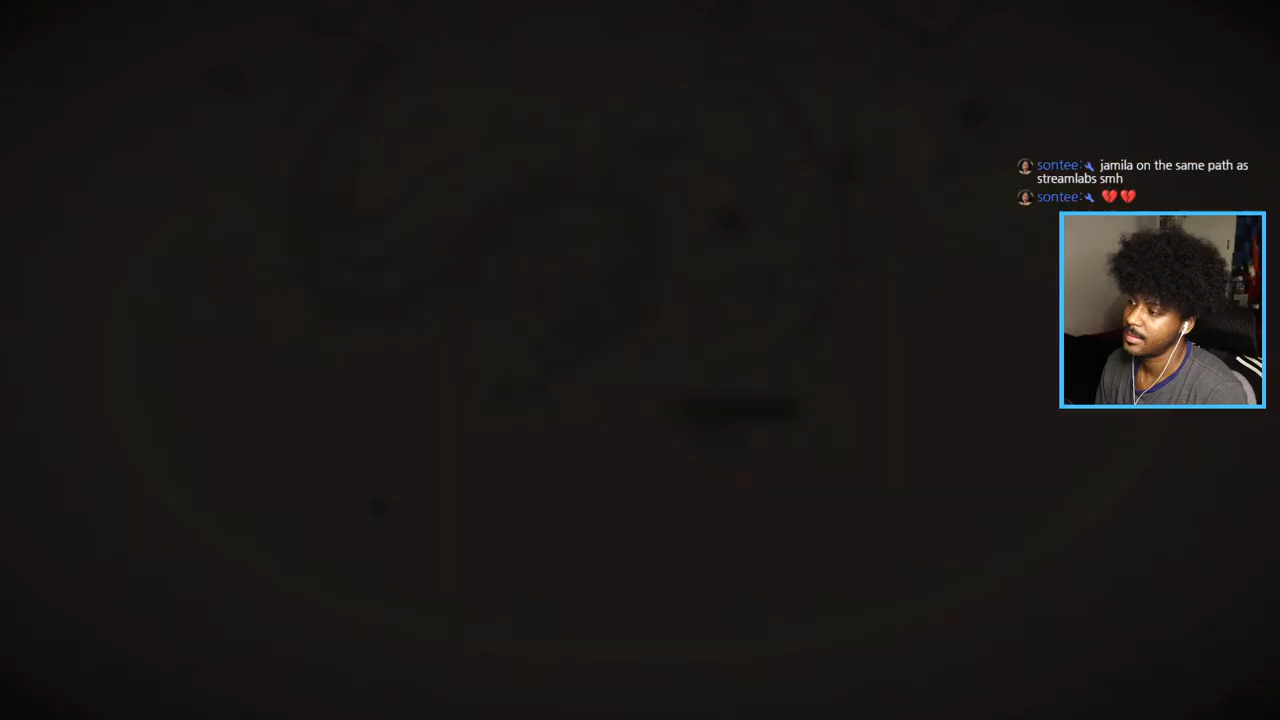 sontee: jamila on the same path as
streamlabs smh
sontee: 💔 💔